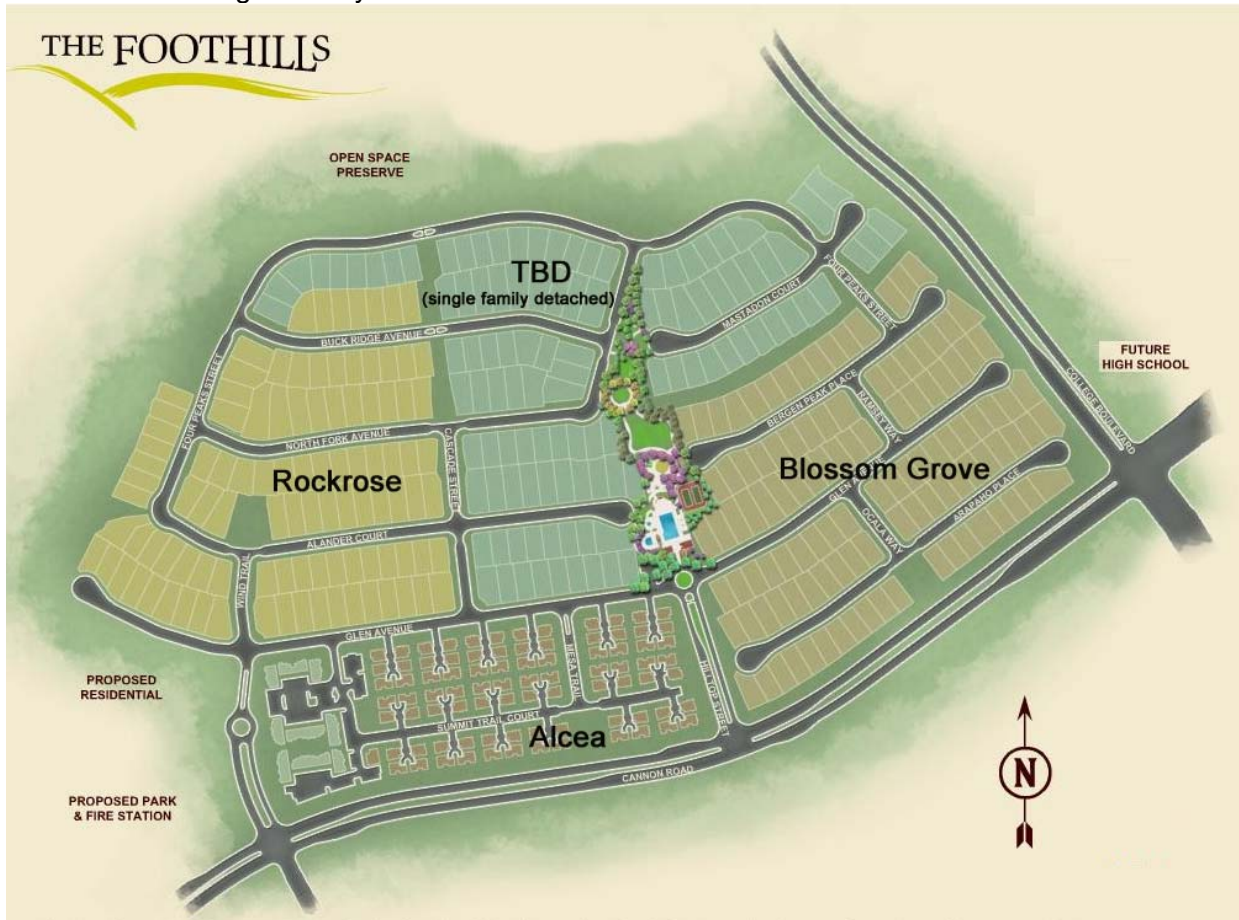 THE FOOTHILLS
OPEN SPACE
PRESERVE
TBD
(single family detached)
MASTADON COURT
FOUR PEAKS STREET
BUCK RIDGE AVENUE
FUTURE
HIGH SCHOOL
COLLEGE BOULEVARD
FOUR PEAKS STREET
BERGEN PEAK PLACE
RAMSEY WAY
NORTH FORK AVENUE
CASCADE STREET
Rockrose
Blossom Grove
GLEN
ARAPAHO PLACE
OCALA WAY
ALANDER COURT
WIND TRAIL
GLEN AVENUE
MESA TRAIL
HILLTOP STREET
PROPOSED
RESIDENTIAL
SUMMIT TRAIL COURT
Alcea
CANNON ROAD
N
PROPOSED PARK
& FIRE STATION